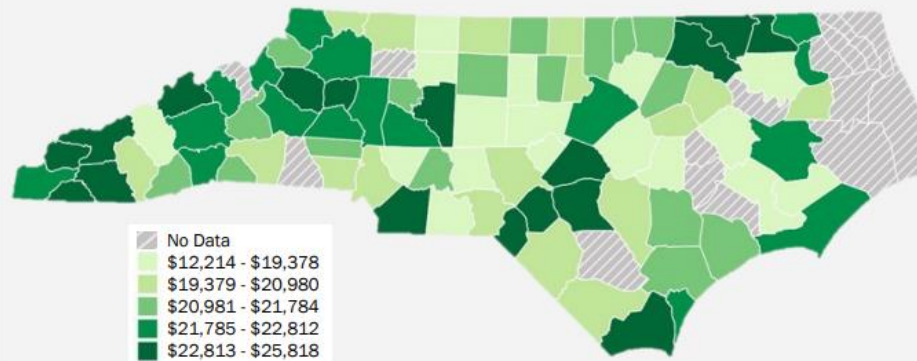 No Data
$12,214 - $19,378
$19,379 - $20,980
$20,981 - $21,784
$21,785 - $22,812
$22,813 - $25,818